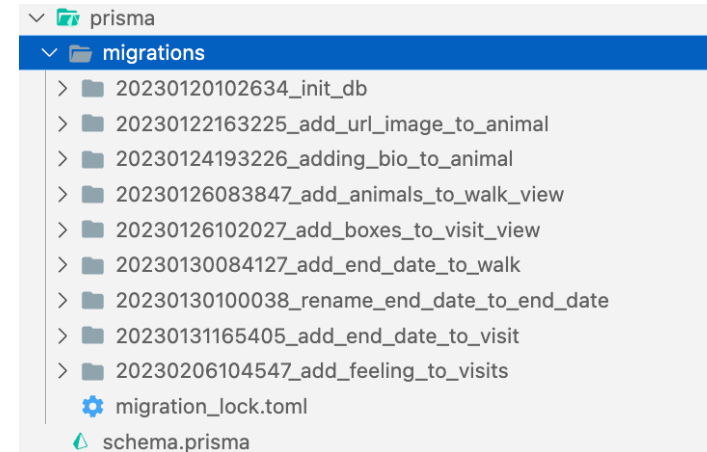 prisma
migrations
20230120102634_init_db
20230122163225_add_url_image_to_animal
20230124193226_adding_bio_to_animal
20230126083847_add_animals_to_walk_view
20230126102027_add_boxes_to_visit_view
20230130084127_add_end_date_to_walk
20230130100038_rename_end_date_to_end_date
20230131165405_add_end_date_to_visit
20230206104547_add_feeling_to_visits
migration_lock.toml
schema.prisma